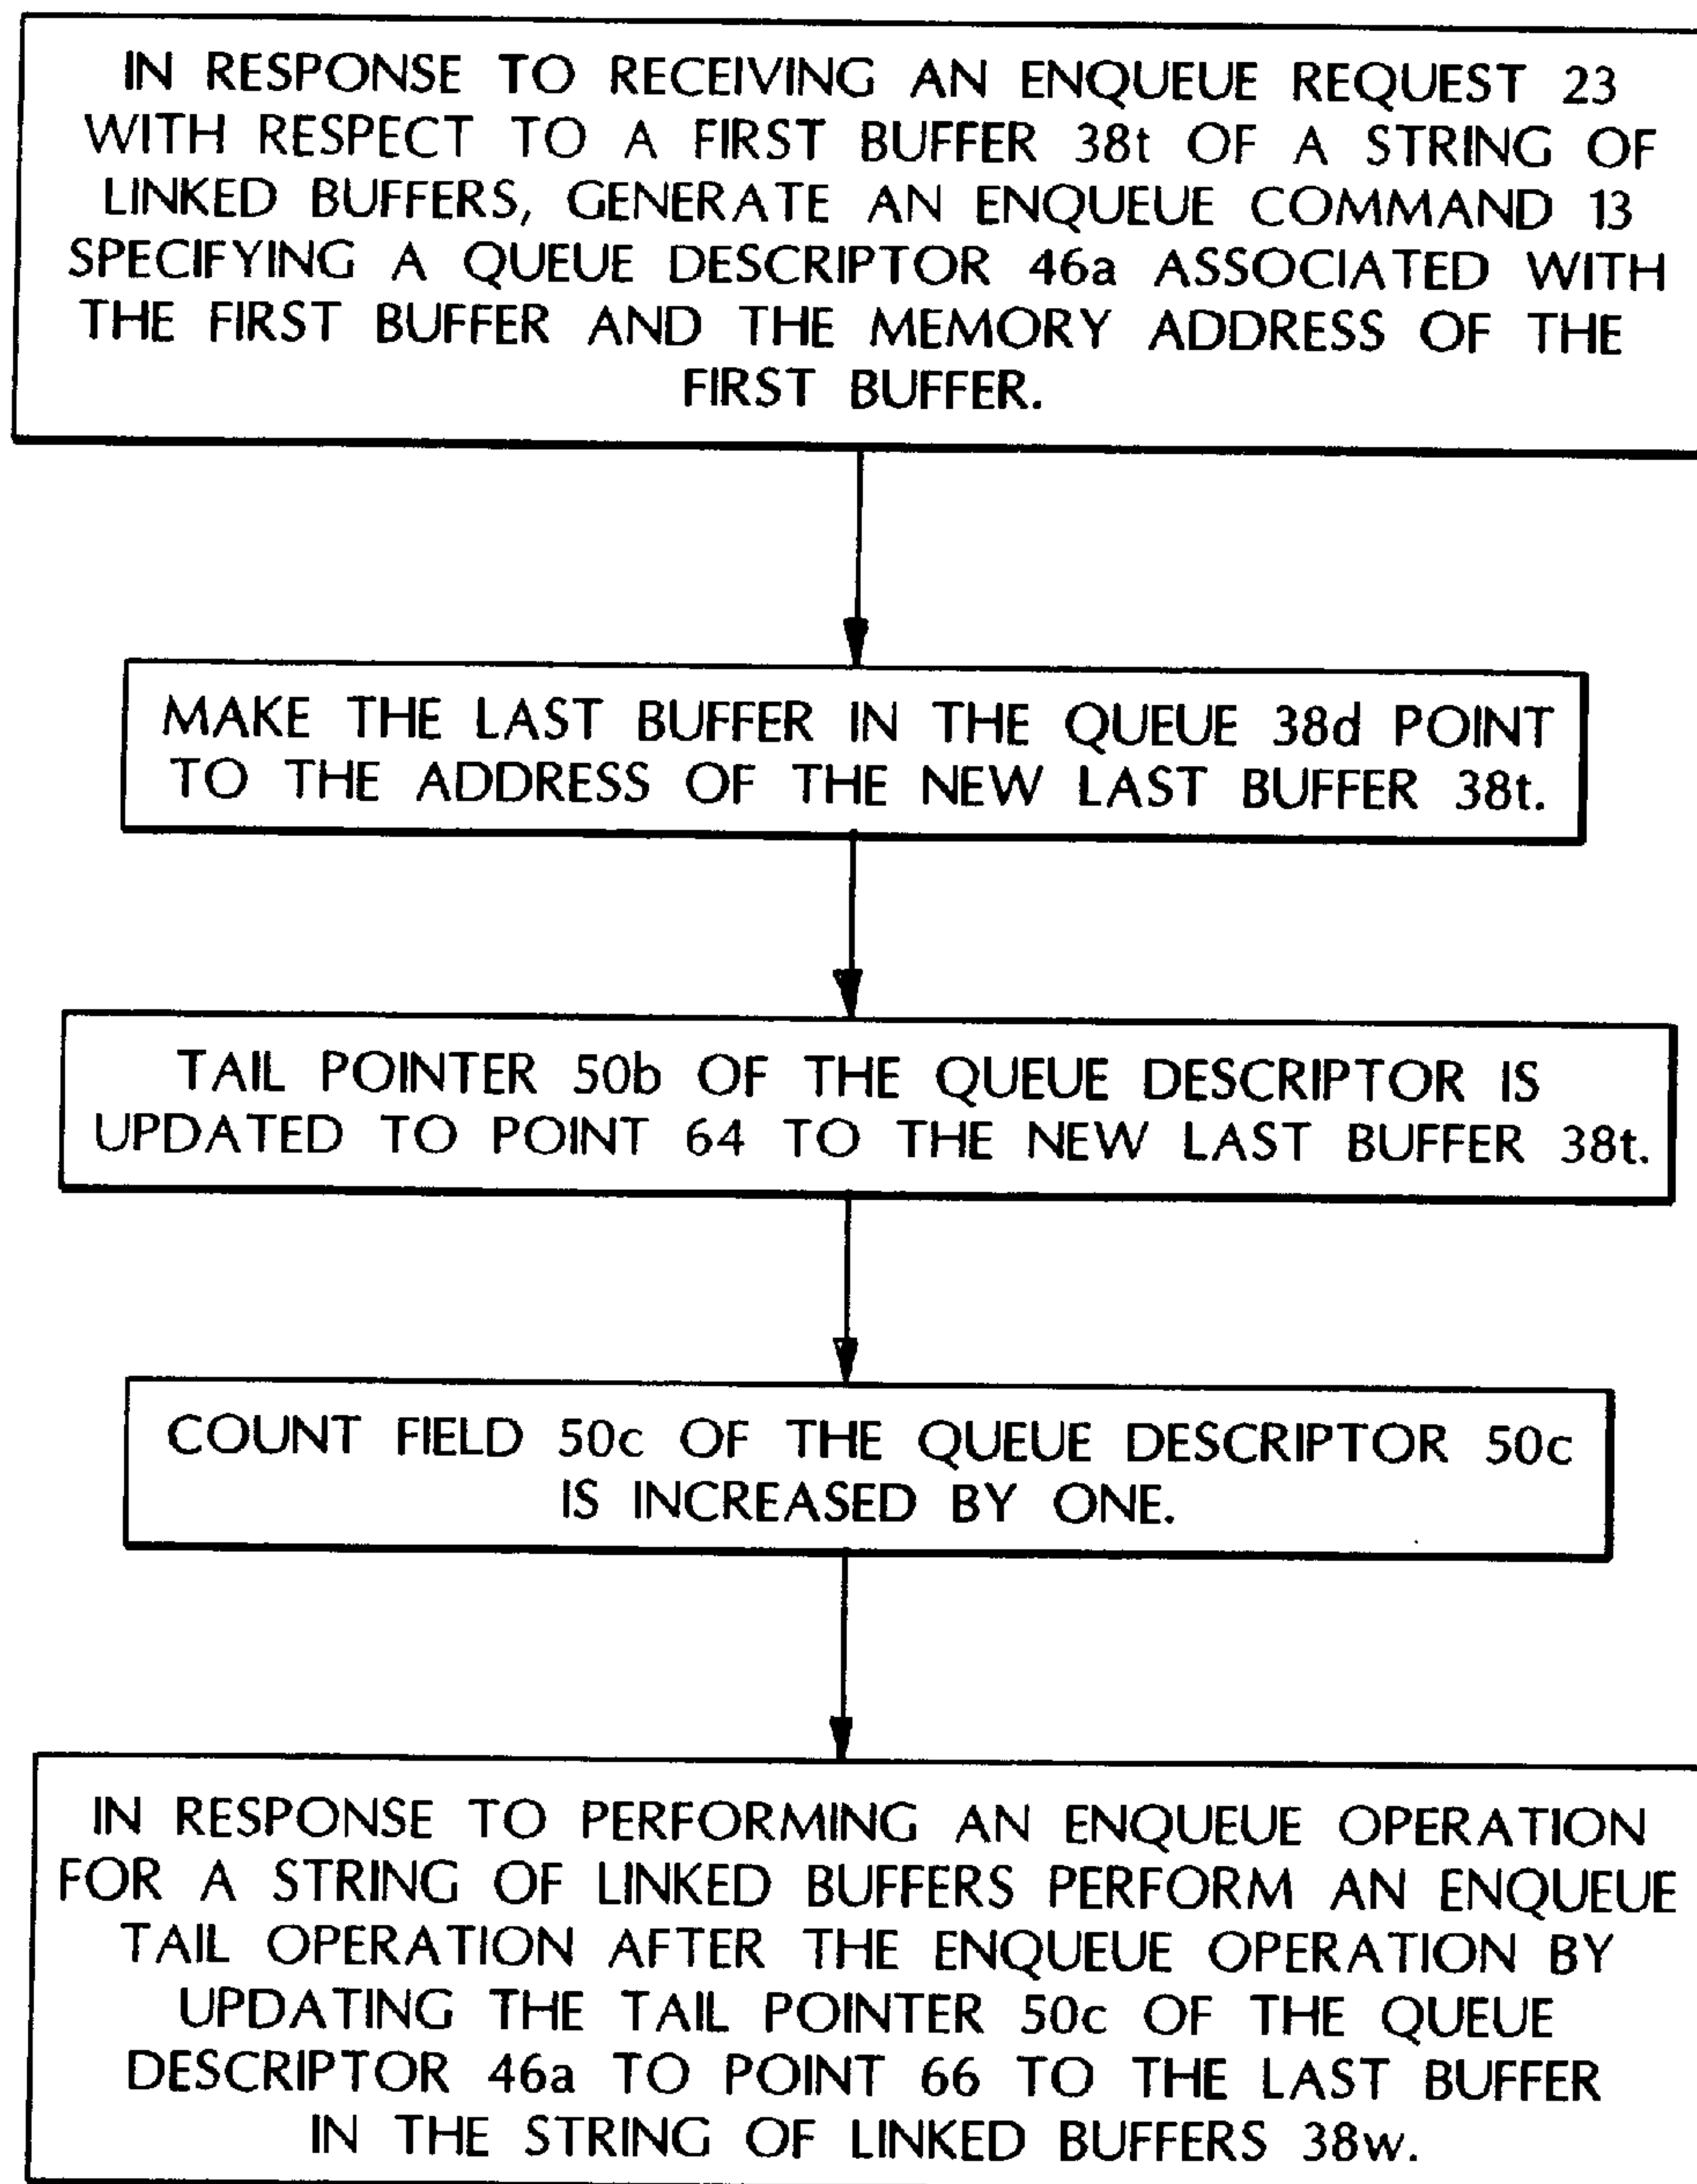 IN RESPONSE TO RECEIVING AN ENQUEUE REQUEST 23
WITH RESPECT TO A FIRST BUFFER 38t OF A STRING OF
LINKED BUFFERS, GENERATE AN ENQUEUE COMMAND 13
SPECIFYING A QUEUE DESCRIPTOR 46a ASSOCIATED WITH
THE FIRST BUFFER AND THE MEMORY ADDRESS OF THE
FIRST BUFFER.
MAKE THE LAST BUFFER IN THE QUEUE 38d POINT
TO THE ADDRESS OF THE NEW LAST BUFFER 38t.
TAIL POINTER 50b OF THE QUEUE DESCRIPTOR IS
UPDATED TO POINT 64 TO THE NEW LAST BUFFER 38t.
COUNT FIELD 50c OF THE QUEUE DESCRIPTOR 50c
IS INCREASED BY ONE.
IN RESPONSE TO PERFORMING AN ENQUEUE OPERATION
FOR A STRING OF LINKED BUFFERS PERFORM AN ENQUEUE
TAIL OPERATION AFTER THE ENQUEUE OPERATION BY
UPDATING THE TAIL POINTER 50c OF THE QUEUE
DESCRIPTOR 46a TO POINT 66 TO THE LAST BUFFER
IN THE STRING OF LINKED BUFFERS 38w.